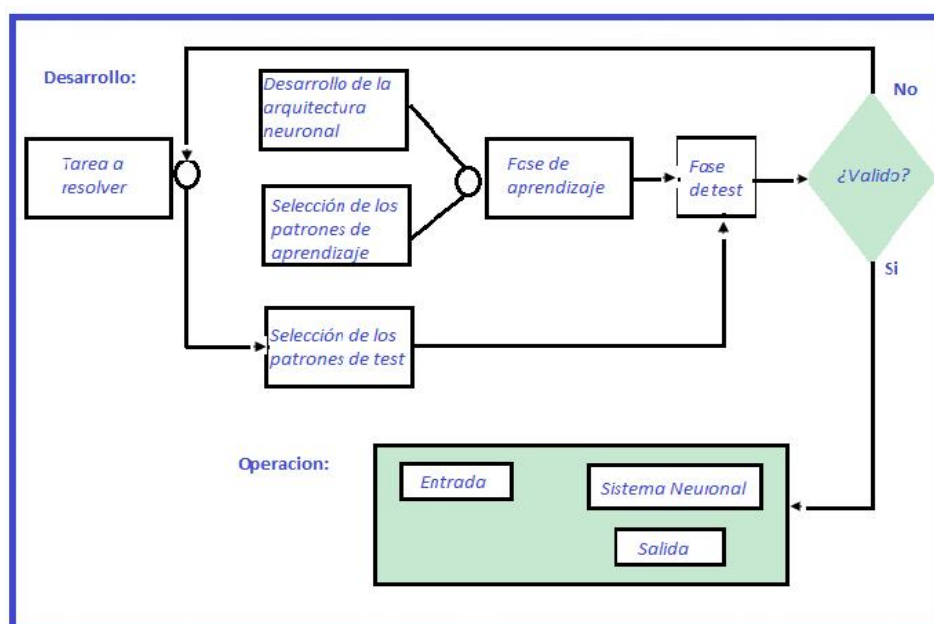 Desarrollo:
No
Desarrollo de la
arquitectura
neuronal
Tarea a
resolver
Fase de
aprendizaje
Fase
de test
¿Valido?
Selección de los
patrones de
aprendizaje
Si
Selección de los
patrones de test
Operacion:
Entrada
Sistema Neuronal
Salida